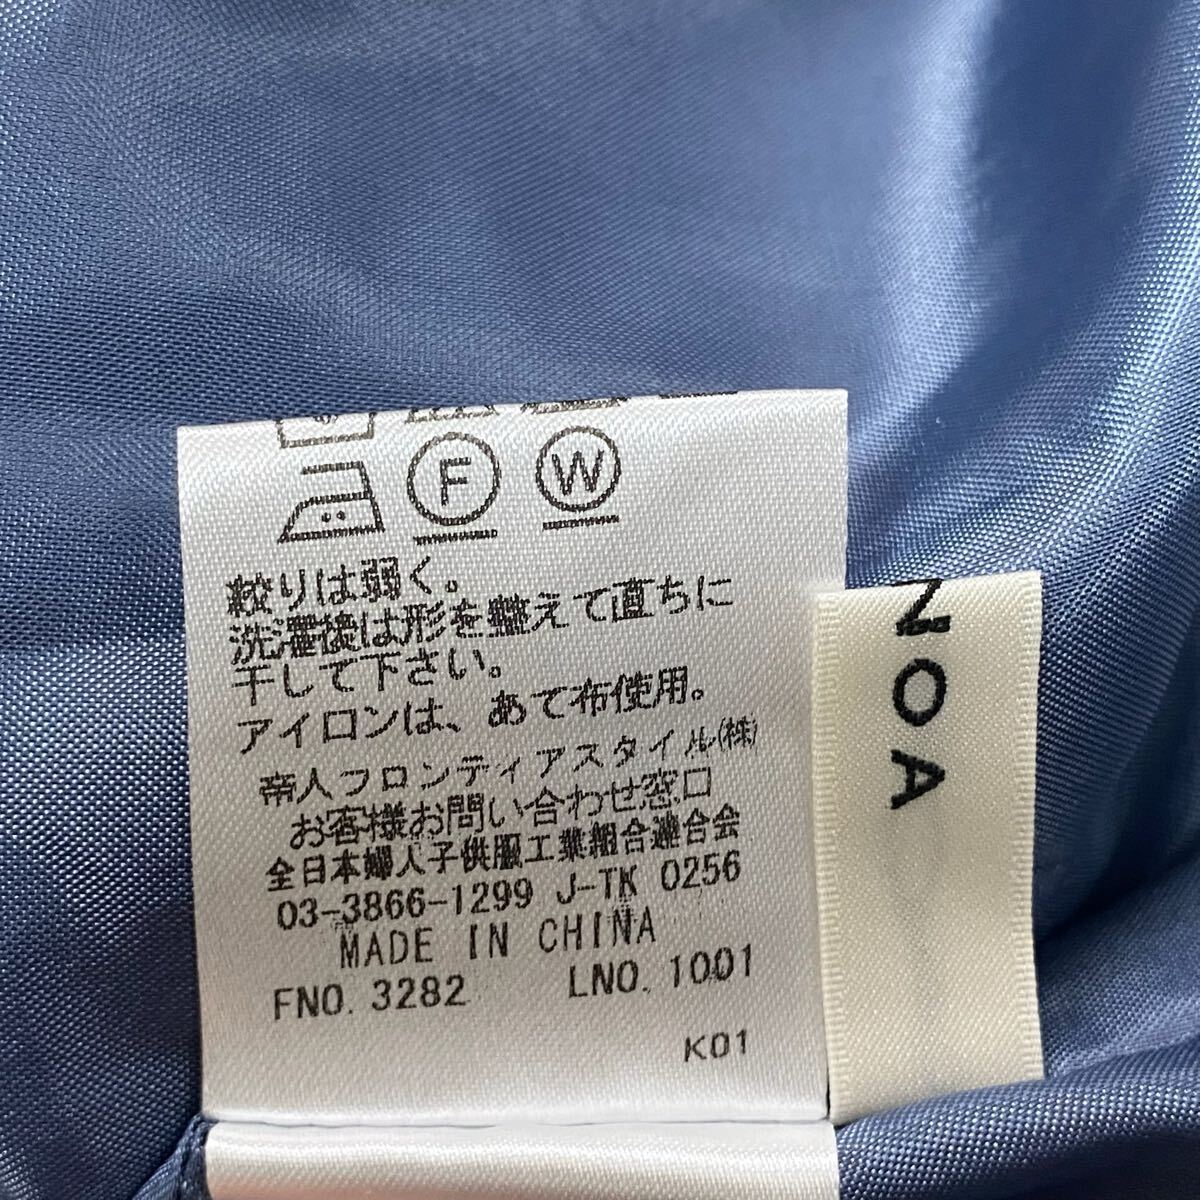 F W
絞りは弱く。
洗濯後は形を整えて直ちに
干して下さい。
アイロンは、あて布使用。
帝人フロンティアスタイル(株)
お客様お問い合わせ窓口
全日本婦人子供服工業組合連合会
03-3866-1299 J-TK 0256
MADE IN CHINA
FNO. 3282 LNO. 1001
K01
NOA